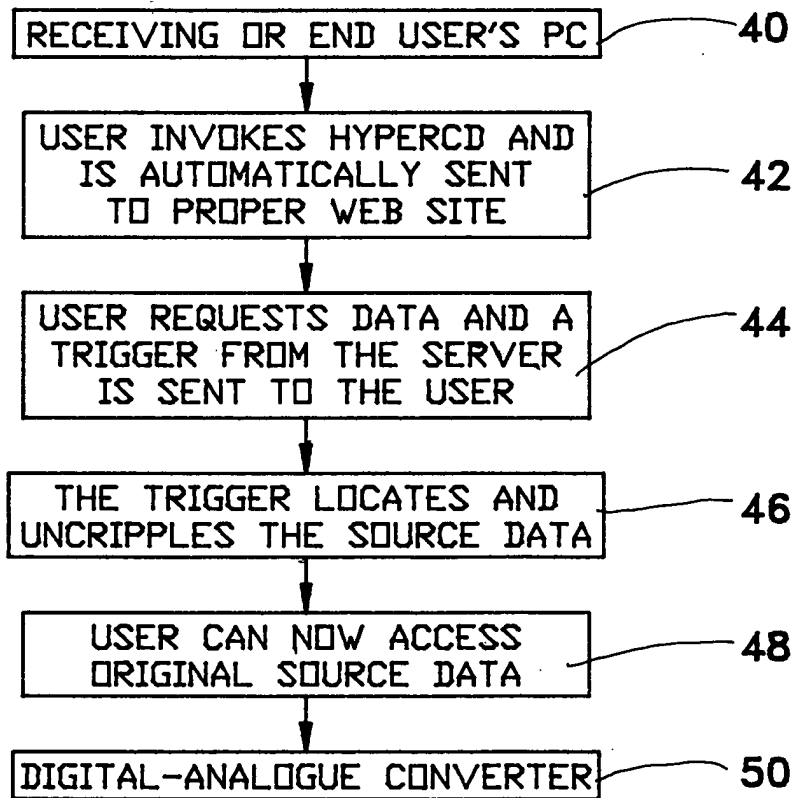 RECEIVING OR END USER'S PC
40
USER INVOKES HYPERCD AND
IS AUTOMATICALLY SENT
TO PROPER WEB SITE
42
USER REQUESTS DATA AND A
TRIGGER FROM THE SERVER
IS SENT TO THE USER
44
THE TRIGGER LOCATES AND
UNCRIPPLES THE SOURCE DATA
46
USER CAN NOW ACCESS
ORIGINAL SOURCE DATA
48
DIGITAL-ANALOGUE CONVERTER
50